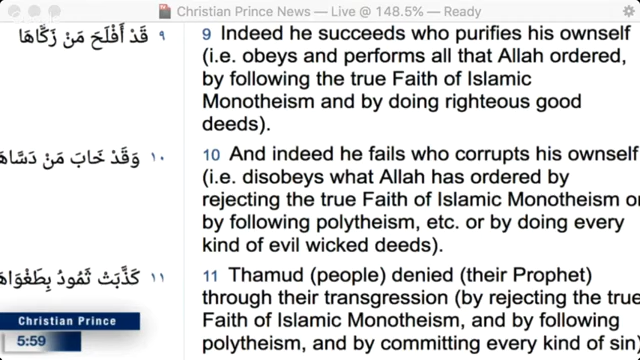 Christian Prince News — Live @ 148.5% — Ready
٩ قَدْ أَفْلَحَ مَنْ زَكَّاهَا
9 Indeed he succeeds who purifies his ownself
(i.e. obeys and performs all that Allah ordered,
by following the true Faith of Islamic
Monotheism and by doing righteous good
deeds).
١٠ وَقَدْ خَابَ مَنْ
10 And indeed he fails who corrupts his ownself
(i.e. disobeys what Allah has ordered by
rejecting the true Faith of Islamic Monotheism or
by following polytheism, etc. or by doing every
kind of evil wicked deeds).
١١ كَذَّبَتْ ثَمُودُ
11 Thamud (people) denied (their Prophet)
through their transgression (by rejecting the true
Faith of Islamic Monotheism, and by following
polytheism, and by committing every kind of sin)
Christian Prince
5:59